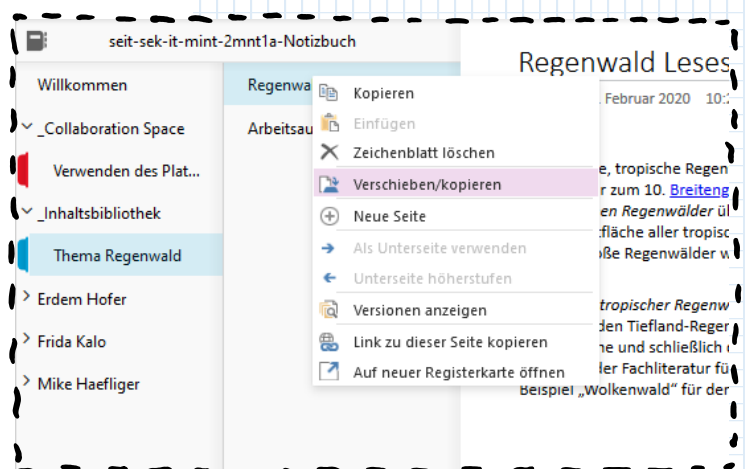 seit-sek-it-mint-2mnt1a-Notizbuch
Willkommen
_Collaboration Space
Verwenden des Plat...
_Inhaltsbibliothek
Thema Regenwald
Erdem Hofer
Frida Kalo
Mike Haefliger
Regenwa
Arbeitsau
Kopieren
Einfügen
Zeichenblatt löschen
Verschieben/kopieren
Neue Seite
Als Unterseite verwenden
Unterseite höherstufen
Versionen anzeigen
Link zu dieser Seite kopieren
Auf neuer Registerkarte öffnen
Regenwald Leses
. Februar 2020 10:2
e, tropische Regen
r zum 10. Breiteng
en Regenwälder ü
fläche aller tropisc
ße Regenwälder w
tropischer Regenw
den Tiefland-Reger
ne und schließlich
der Fachliteratur fü
Beispiel „Wolkenwald“ für der